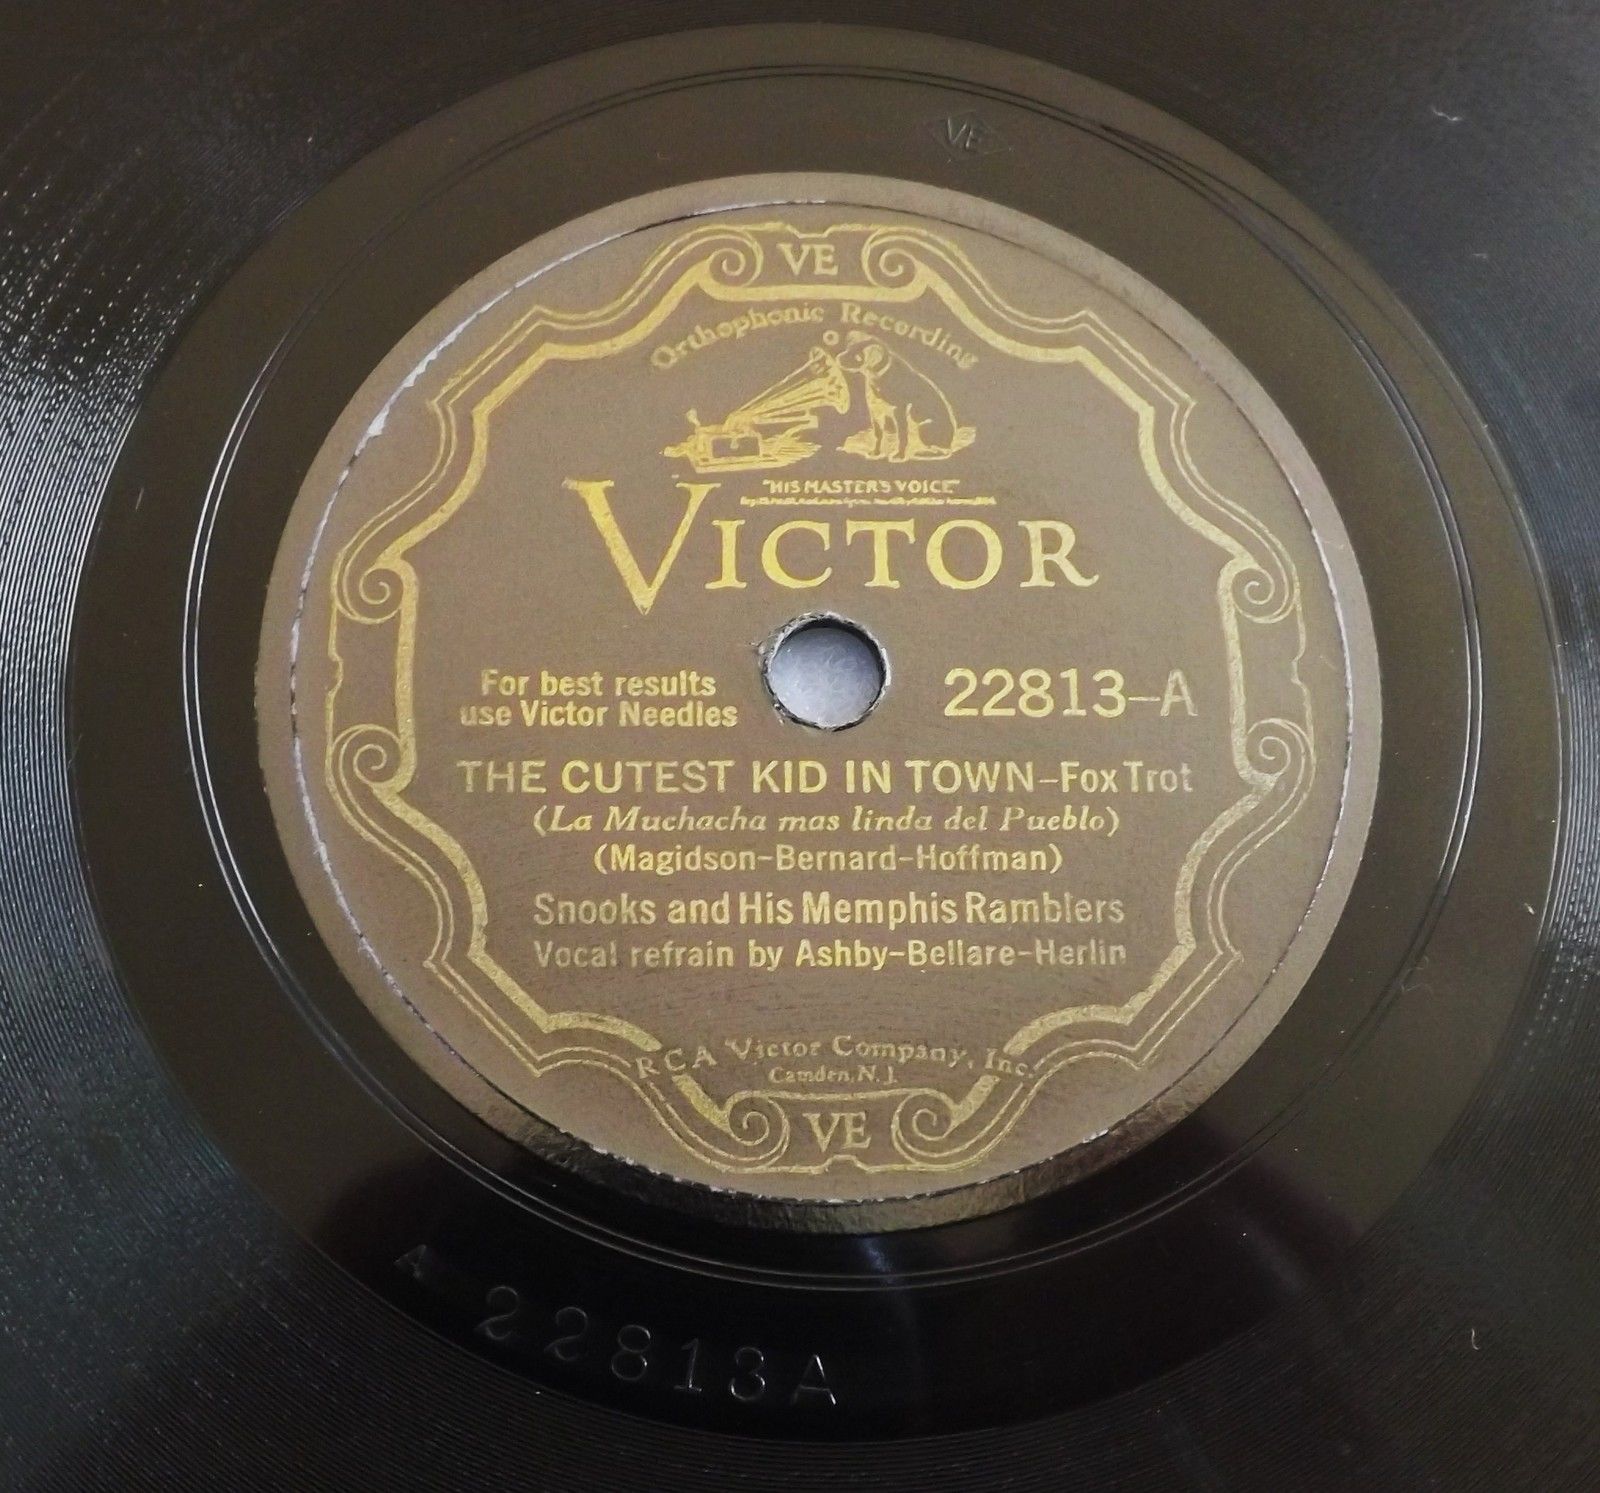 VE
VE
Orthophonic Recording
"HIS MASTER'S VOICE"
VICTOR
For best results
use Victor Needles
22813-A
THE CUTEST KID IN TOWN-Fox Trot
(La Muchacha mas linda del Pueblo)
(Magidson-Bernard-Hoffman)
Snooks and His Memphis Ramblers
Vocal refrain by Ashby-Bellare-Herlin
RCA Victor Company, Inc.
Camden, N. J.
VE
A 22813A